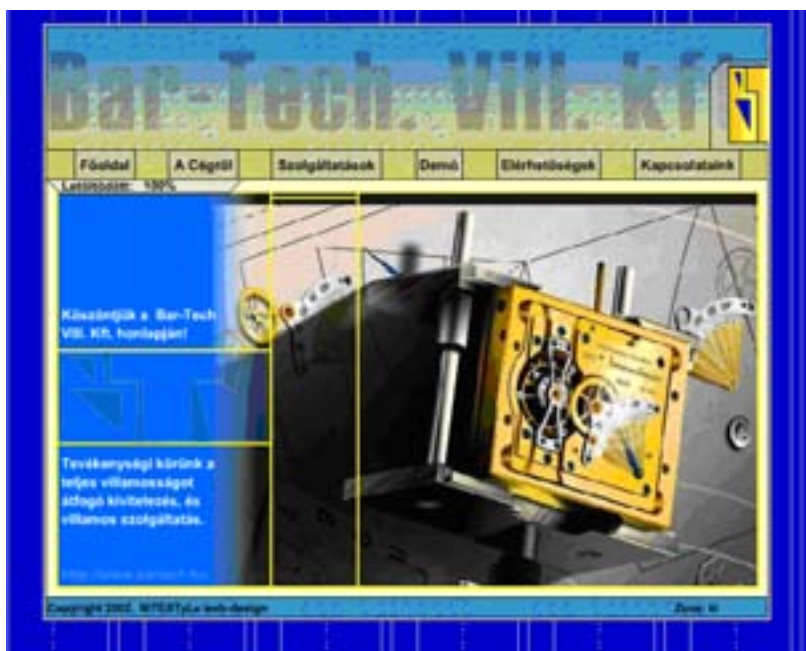 Bar-Tech. Vill. kft
Főoldal A Cégről Szolgáltatások Demó Elérhetőségek Kapcsolataink
Letöltődött: 100%
Köszöntjük a Bar-Tech
Vill. Kft. honlapján!
Tevékenységi körünk a
teljes villamosságot
átfogó kivitelezés, és
villamos szolgáltatás.
Copyright 2002. web-design
Zene: